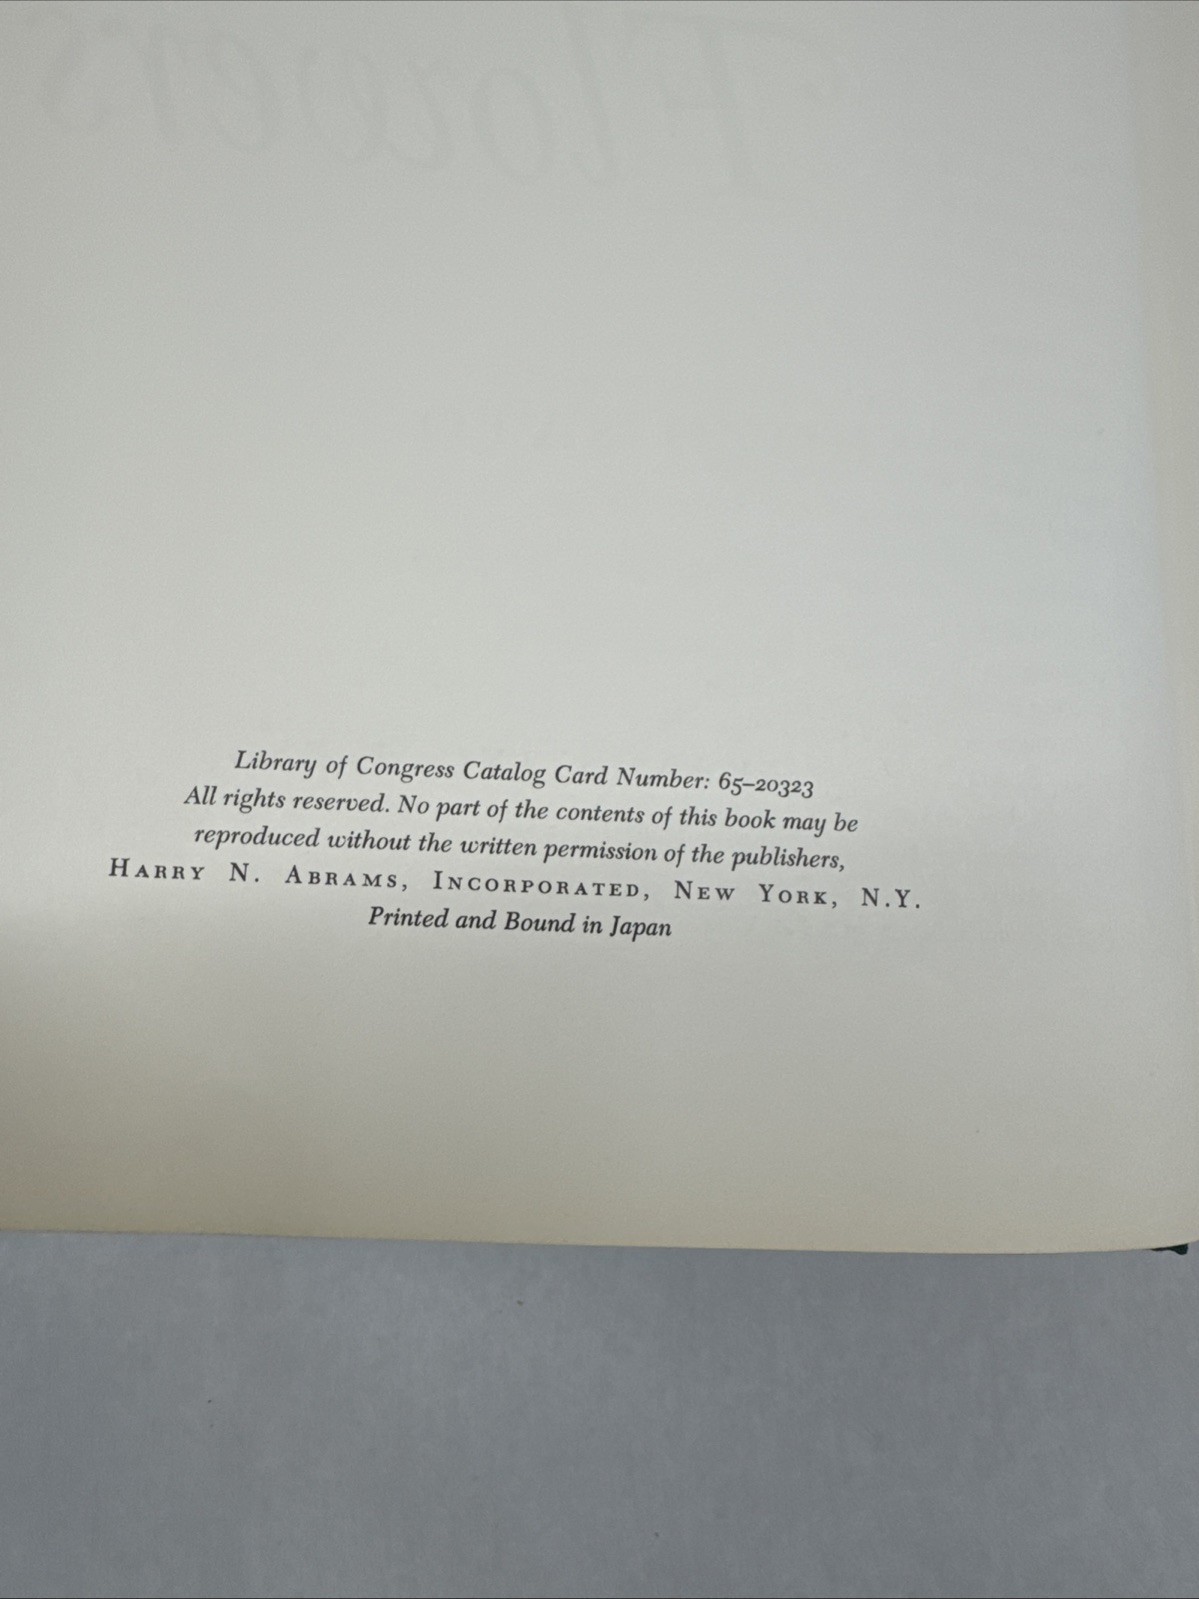 Flowers
Library of Congress Catalog Card Number: 65–20323
All rights reserved. No part of the contents of this book may be
reproduced without the written permission of the publishers,
HARRY N. ABRAMS, INCORPORATED, NEW YORK, N.Y.
Printed and Bound in Japan